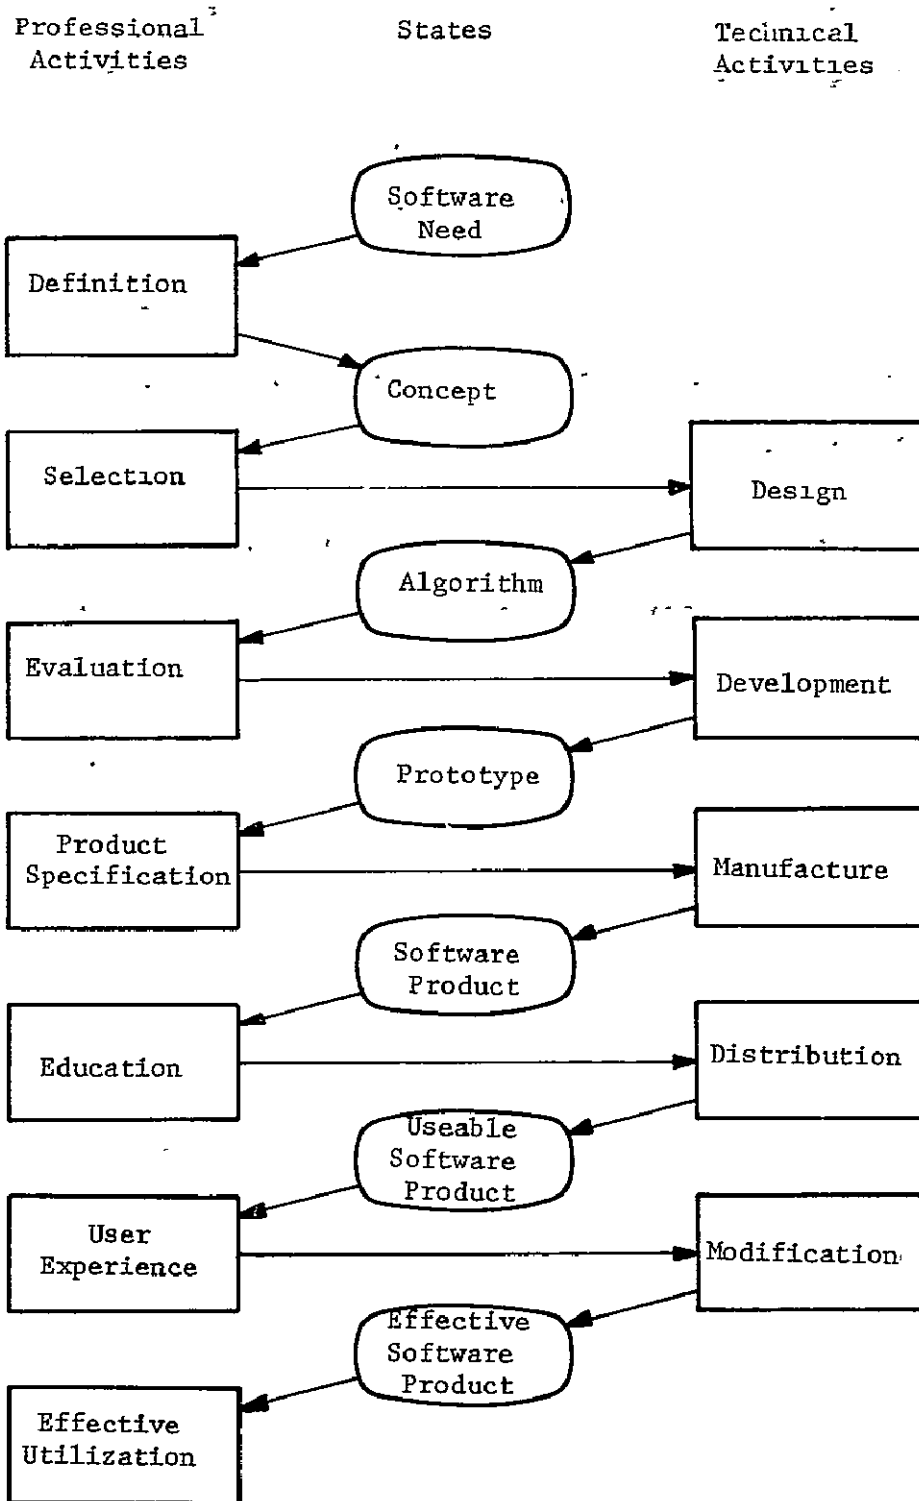 Professional
Activities
States
Technical
Activities
Software
Need
Definition
Concept
Selection
Design
Algorithm
Evaluation
Development
Prototype
Product
Specification
Manufacture
Software
Product
Education
Distribution
Useable
Software
Product
User
Experience
Modification
Effective
Software
Product
Effective
Utilization